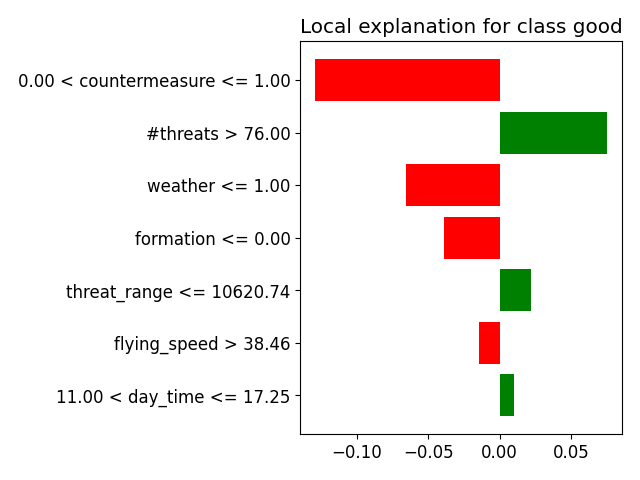 Local explanation for class good
0.00 < countermeasure <= 1.00
#threats > 76.00
weather <= 1.00
formation <= 0.00
threat_range <= 10620.74
flying_speed > 38.46
11.00 < day_time <= 17.25
−0.10 −0.05 0.00 0.05